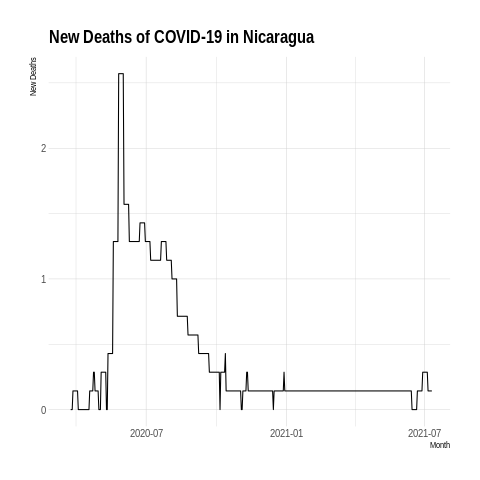 New Deaths of COVID-19 in Nicaragua
New Deaths
2
1
0
2020-07
2021-01
2021-07
Month